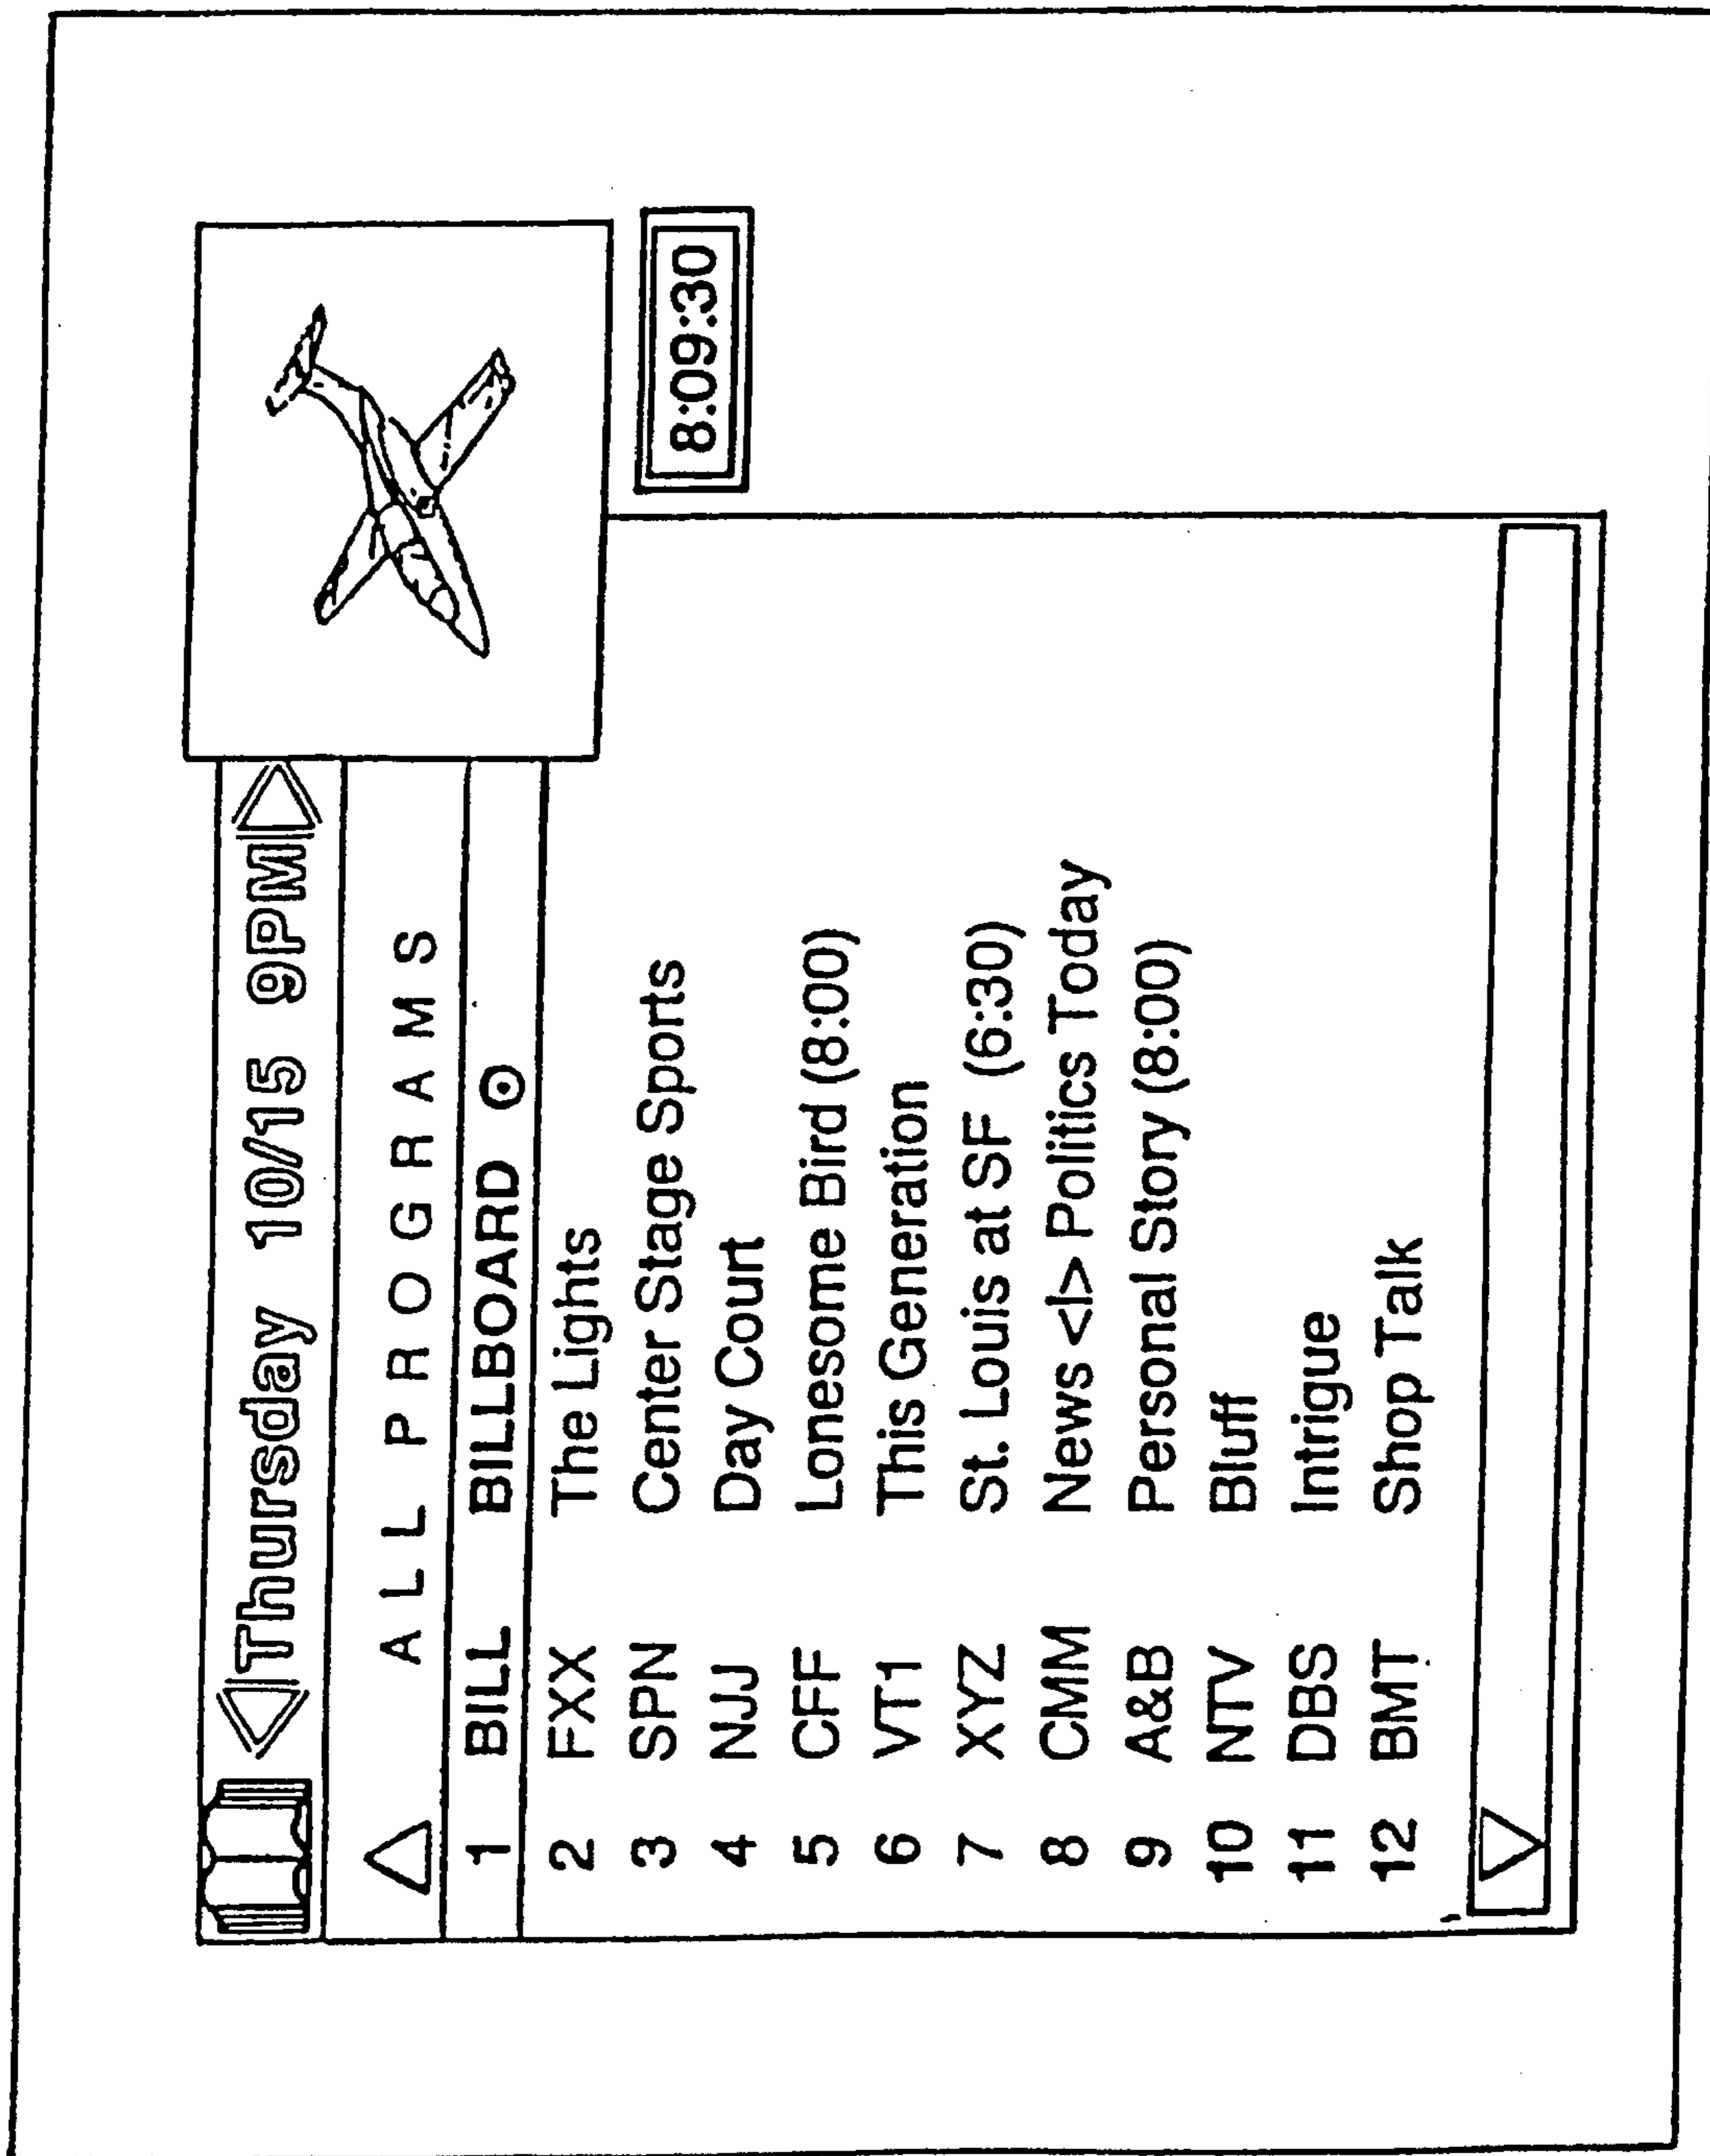 Thursday 10/15 9PM
ALL PROGRAMS
8:09:30
1 BILL BILLBOARD
2 FXX The Lights
3 SPN Center Stage Sports
4 NJJ Day Court
5 CFF Lonesome Bird (8:00)
6 VT1 This Generation
7 XYZ St. Louis at SF (6:30)
8 CMM News <I> Politics Today
9 A&B Personal Story (8:00)
10 NTV Bluff
11 DBS Intrigue
12 BMT Shop Talk